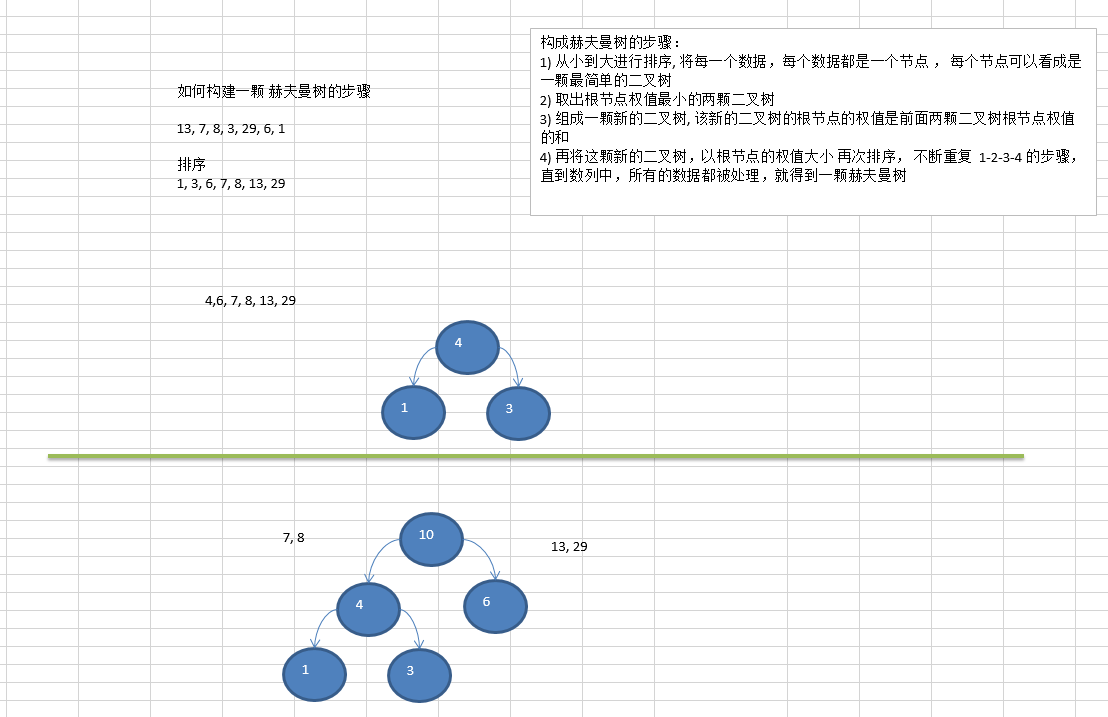 如何构建一颗 赫夫曼树的步骤
13, 7, 8, 3, 29, 6, 1
排序
1, 3, 6, 7, 8, 13, 29
构成赫夫曼树的步骤：
1) 从小到大进行排序, 将每一个数据，每个数据都是一个节点 ， 每个节点可以看成是
一颗最简单的二叉树
2) 取出根节点权值最小的两颗二叉树
3) 组成一颗新的二叉树, 该新的二叉树的根节点的权值是前面两颗二叉树根节点权值
的和
4) 再将这颗新的二叉树，以根节点的权值大小 再次排序， 不断重复  1-2-3-4 的步骤，
直到数列中，所有的数据都被处理，就得到一颗赫夫曼树
4,6, 7, 8, 13, 29
4
1
3
7, 8
10
13, 29
4
6
1
3